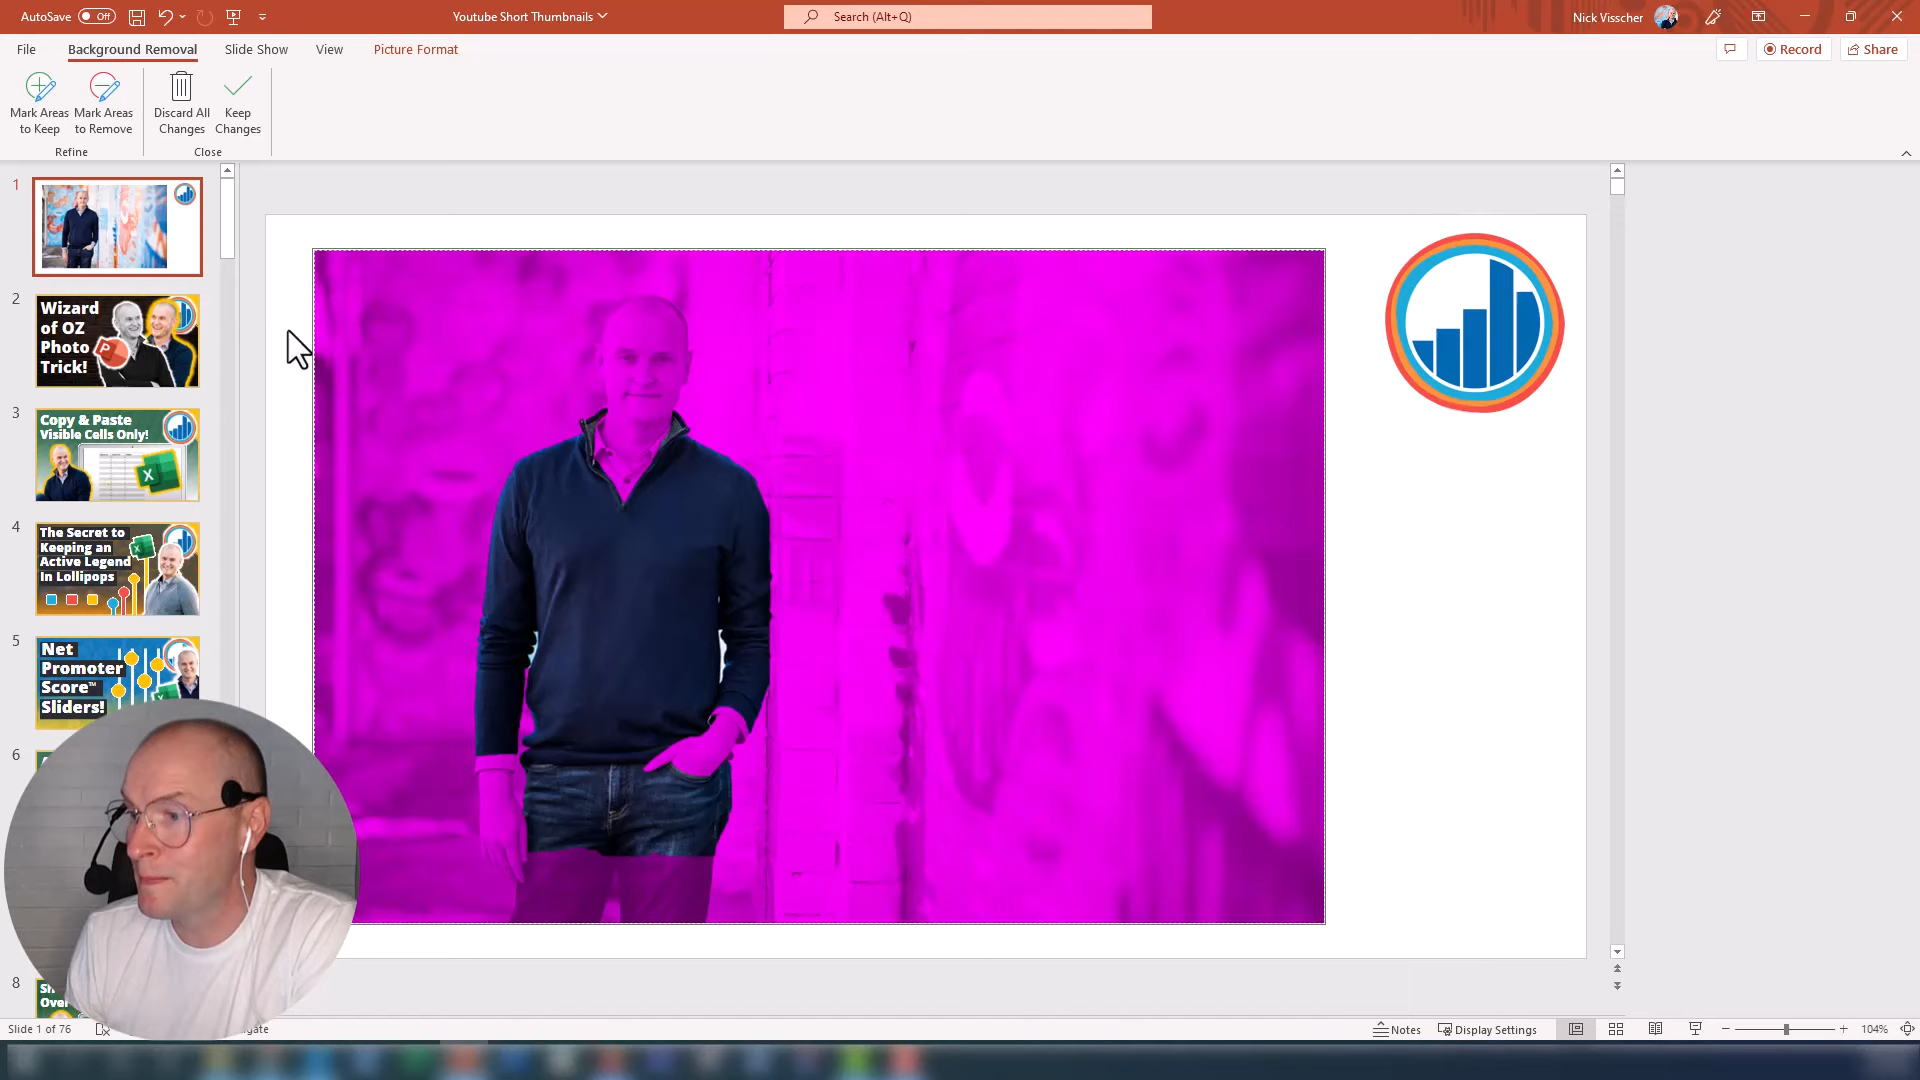 AutoSave Off
Youtube Short Thumbnails
Search (Alt+Q)
Nick Visscher
File
Background Removal
Slide Show
View
Picture Format
Record
Share
Mark Areas
to Keep
Mark Areas
to Remove
Discard All
Changes
Keep
Changes
Refine
Close
1
2
Wizard
of OZ
Photo
Trick!
P
3
Copy & Paste
Visible Cells Only!
X
4
The Secret to
Keeping an
Active Legend
In Lollipops
X
5
Net
Promoter
Score™
Sliders!
6
8
Over
Slide 1 of 76
Notes
Display Settings
104%